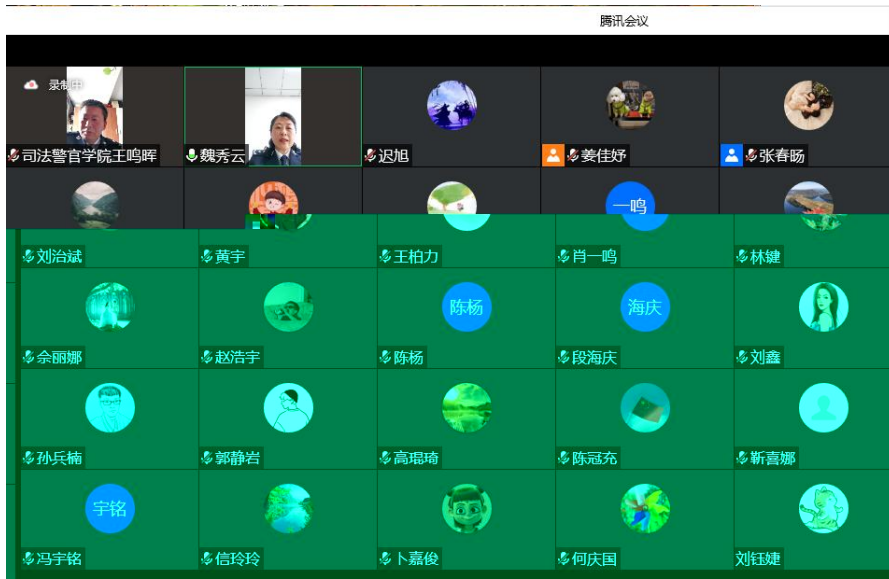 腾讯会议
录制中
司法警官学院王鸣晖 魏秀云 迟旭 姜佳妤 张春旸
一鸣
刘治斌 黄宇 王柏力 肖一鸣 林键
陈杨 海庆
佘丽娜 赵浩宇 陈杨 段海庆 刘鑫
孙兵楠 郭静岩 高琨琦 陈冠充 靳喜娜
宇铭
冯宇铭 信玲玲 卜嘉俊 何庆国 刘钰婕